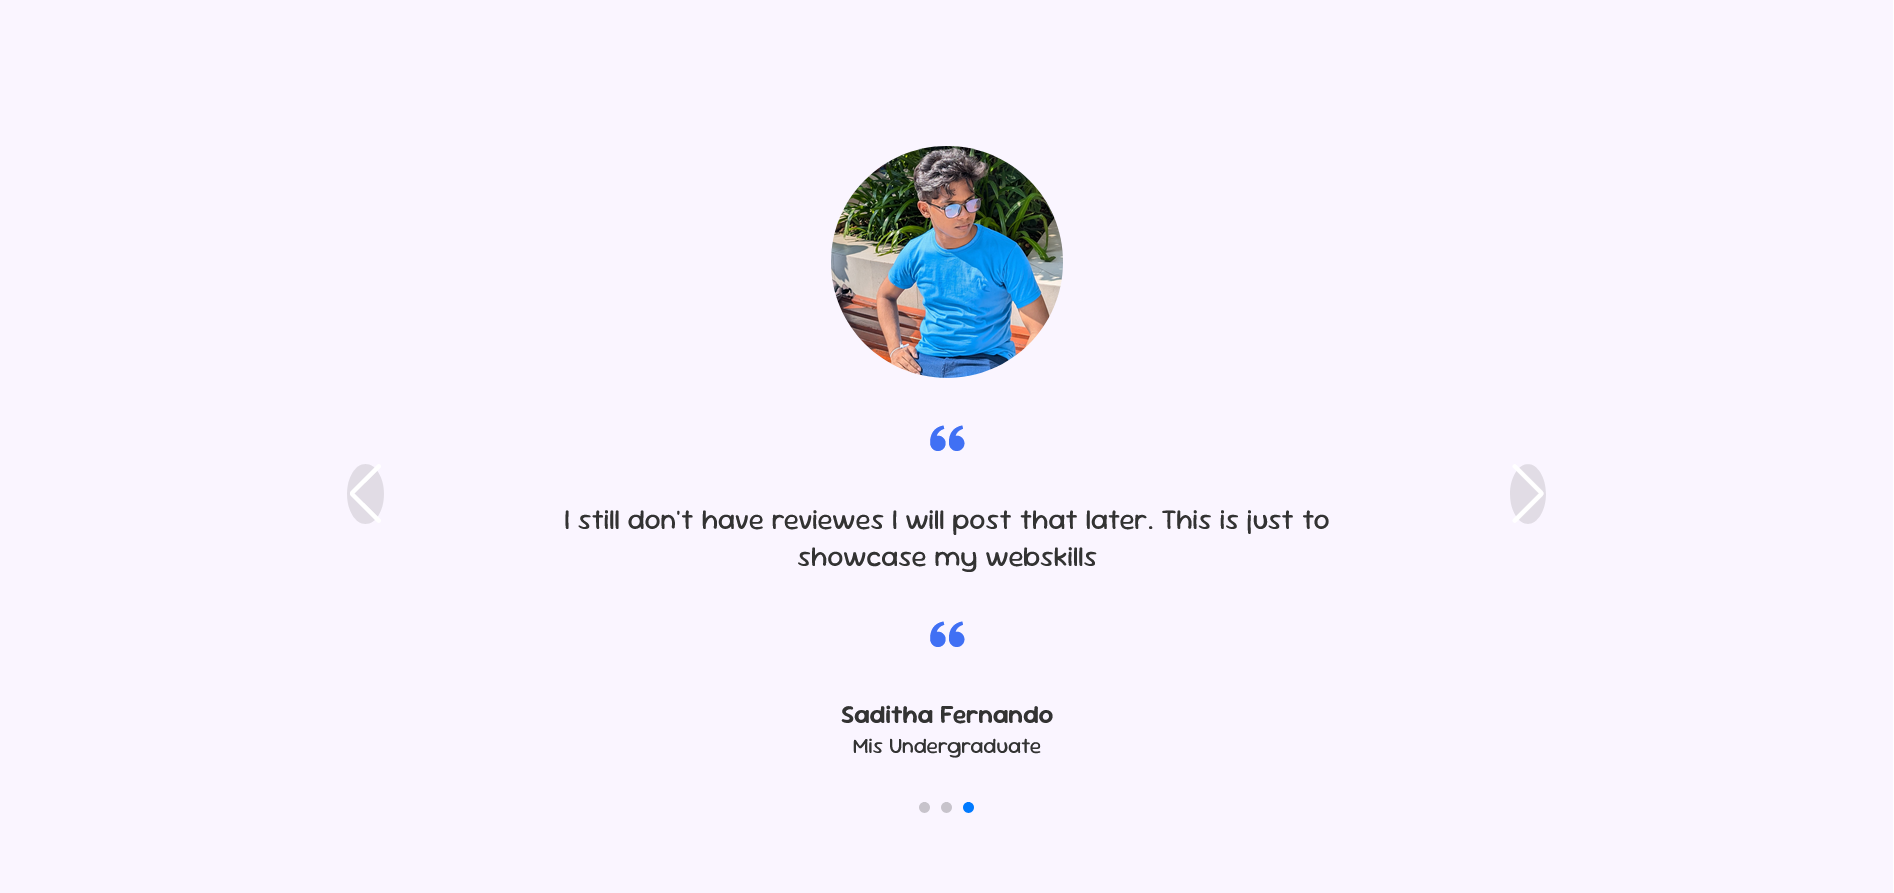 “
I still don't have reviewes I will post that later. This is just to
showcase my webskills
“
Saditha Fernando
Mis Undergraduate